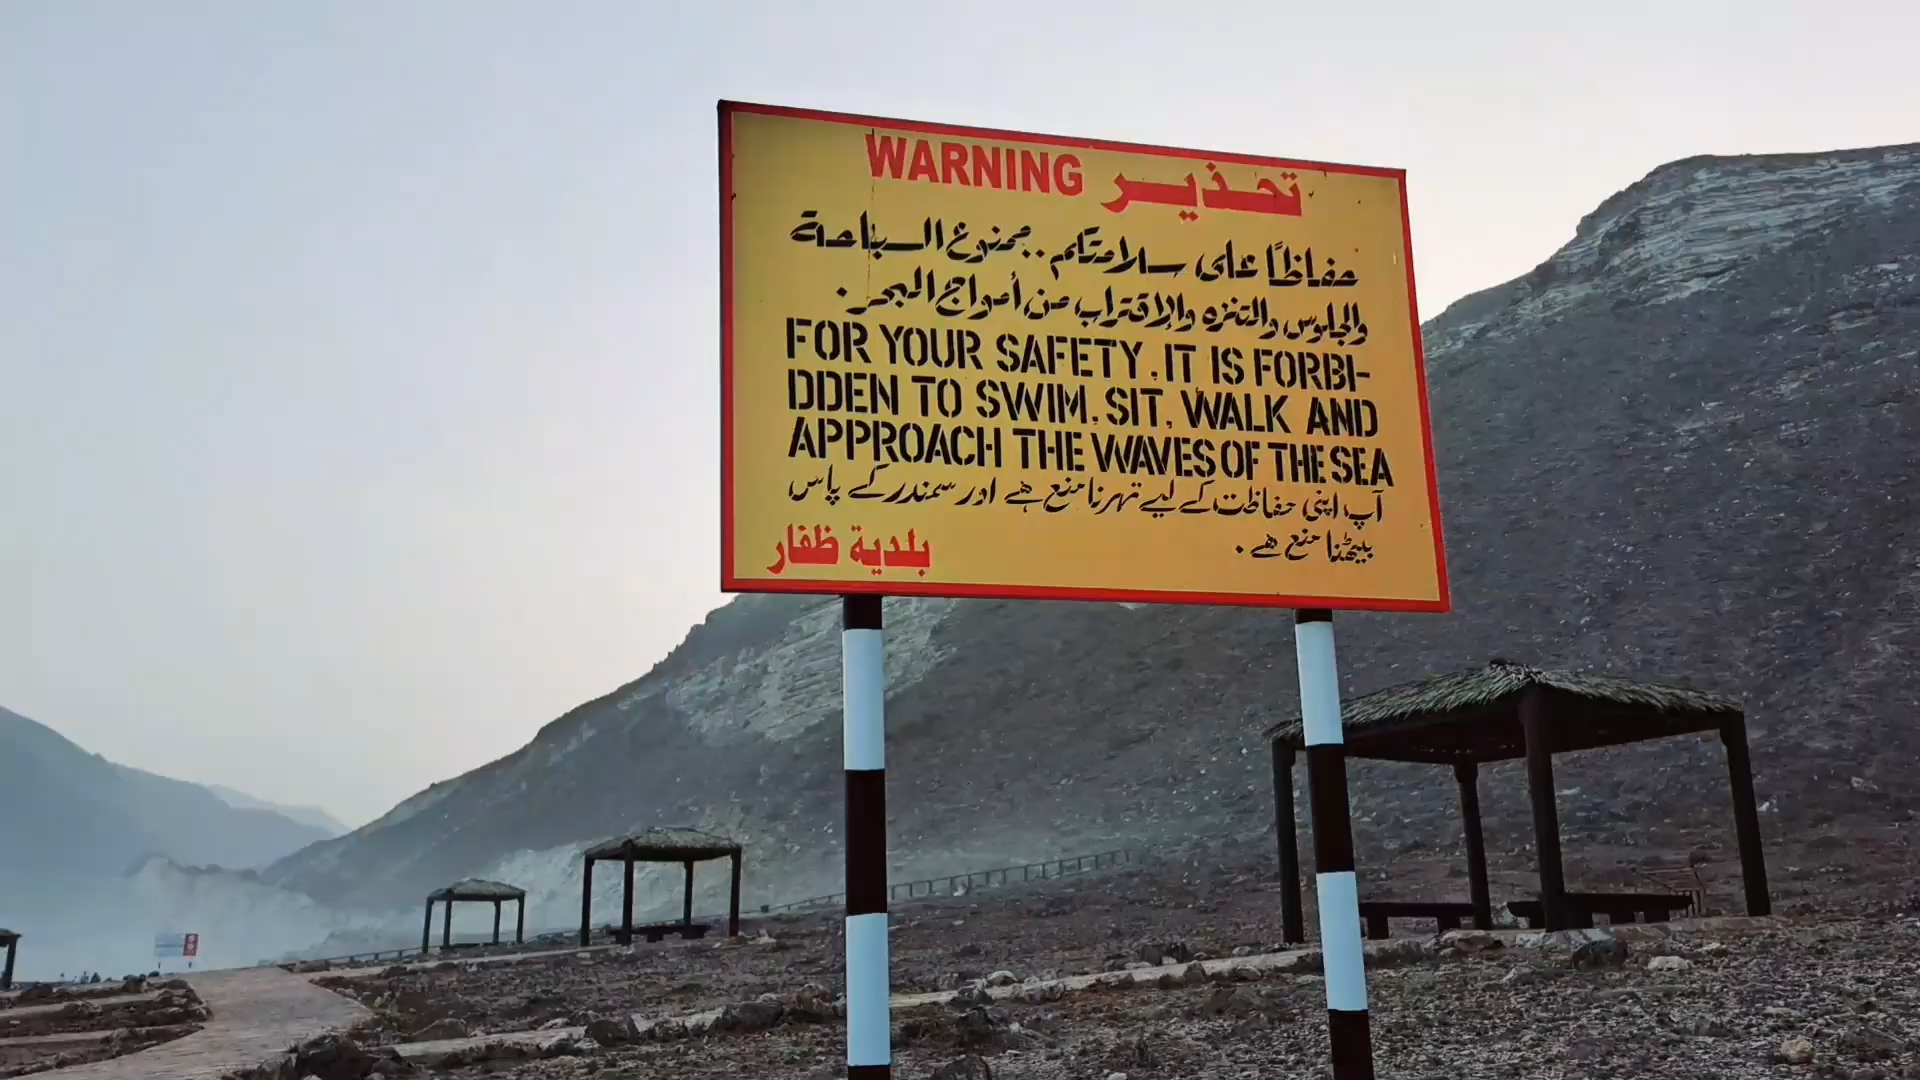 WARNING تحذير
حفاظاً على سلامتكم .. ممنوع السباحة
والجلوس والتنزه والإقتراب من أمواج البحر .
FOR YOUR SAFETY . IT IS FORBI-
DDEN TO SWIM . SIT . WALK AND
APPROACH THE WAVES OF THE SEA
آپ اپنی حفاظت کے لیے تہرنا منع ہے اور سمندر کے پاس
بیٹھنا منع ہے .
بلدية ظفار